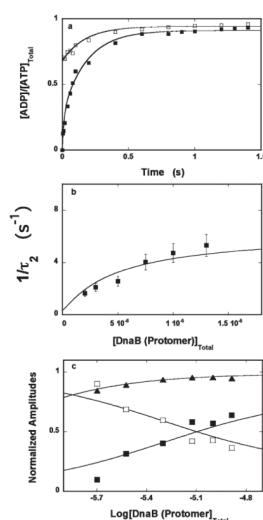 a
[ADP]/[ATP]Total
1
0.5
0
0 0.5 1
Time (s)
b
1/τ2 (s-1)
8
4
0
0 5 10-6 1 10-5 1.5 10-5
[DnaB (Protomer)]Total
c
Normalized Amplitudes
1
0.5
0
-5.7 -5.4 -5.1 -4.8
Log[DnaB (Protomer)]Total